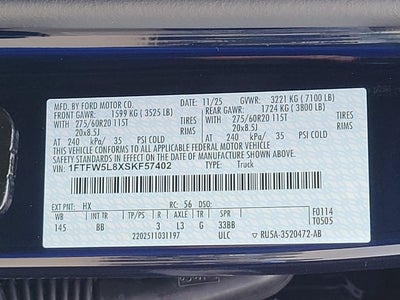 MFD. BY FORD MOTOR CO. 11/25 GVWR: 3221 KG (7100 LB)
FRONT GAWR: 1599 KG (3525 LB) REAR GAWR: 1724 KG (3800 LB)
WITH 275/60R20 115T WITH 275/60R20 115T
20x8.5J 20x8.5J
AT 240 kPa/ 35 PSI COLD AT 240 kPa/ 35 PSI COLD
THIS VEHICLE CONFORMS TO ALL APPLICABLE FEDERAL MOTOR
VEHICLE SAFETY, BUMPER, AND THEFT PREVENTION STANDARDS
IN EFFECT ON THE DATE OF MANUFACTURE SHOWN ABOVE.
VIN: 1FTFW5L8XSKF57402 TYPE: Truck
EXT PNT: HX RC: 56 DSO: F0114
WB INT TR TP/PS R AXLE TR SPR T0505
145 BB 3 L3 G 33BB
2202511031197 ULC RU5A-3520472-AB